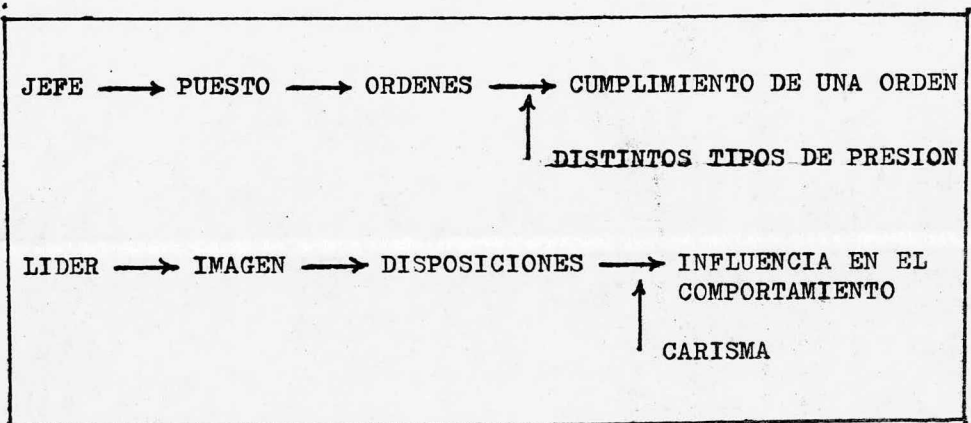 JEFE → PUESTO → ORDENES → CUMPLIMIENTO DE UNA ORDEN
DISTINTOS TIPOS DE PRESION
LIDER → IMAGEN → DISPOSICIONES → INFLUENCIA EN EL
COMPORTAMIENTO
CARISMA